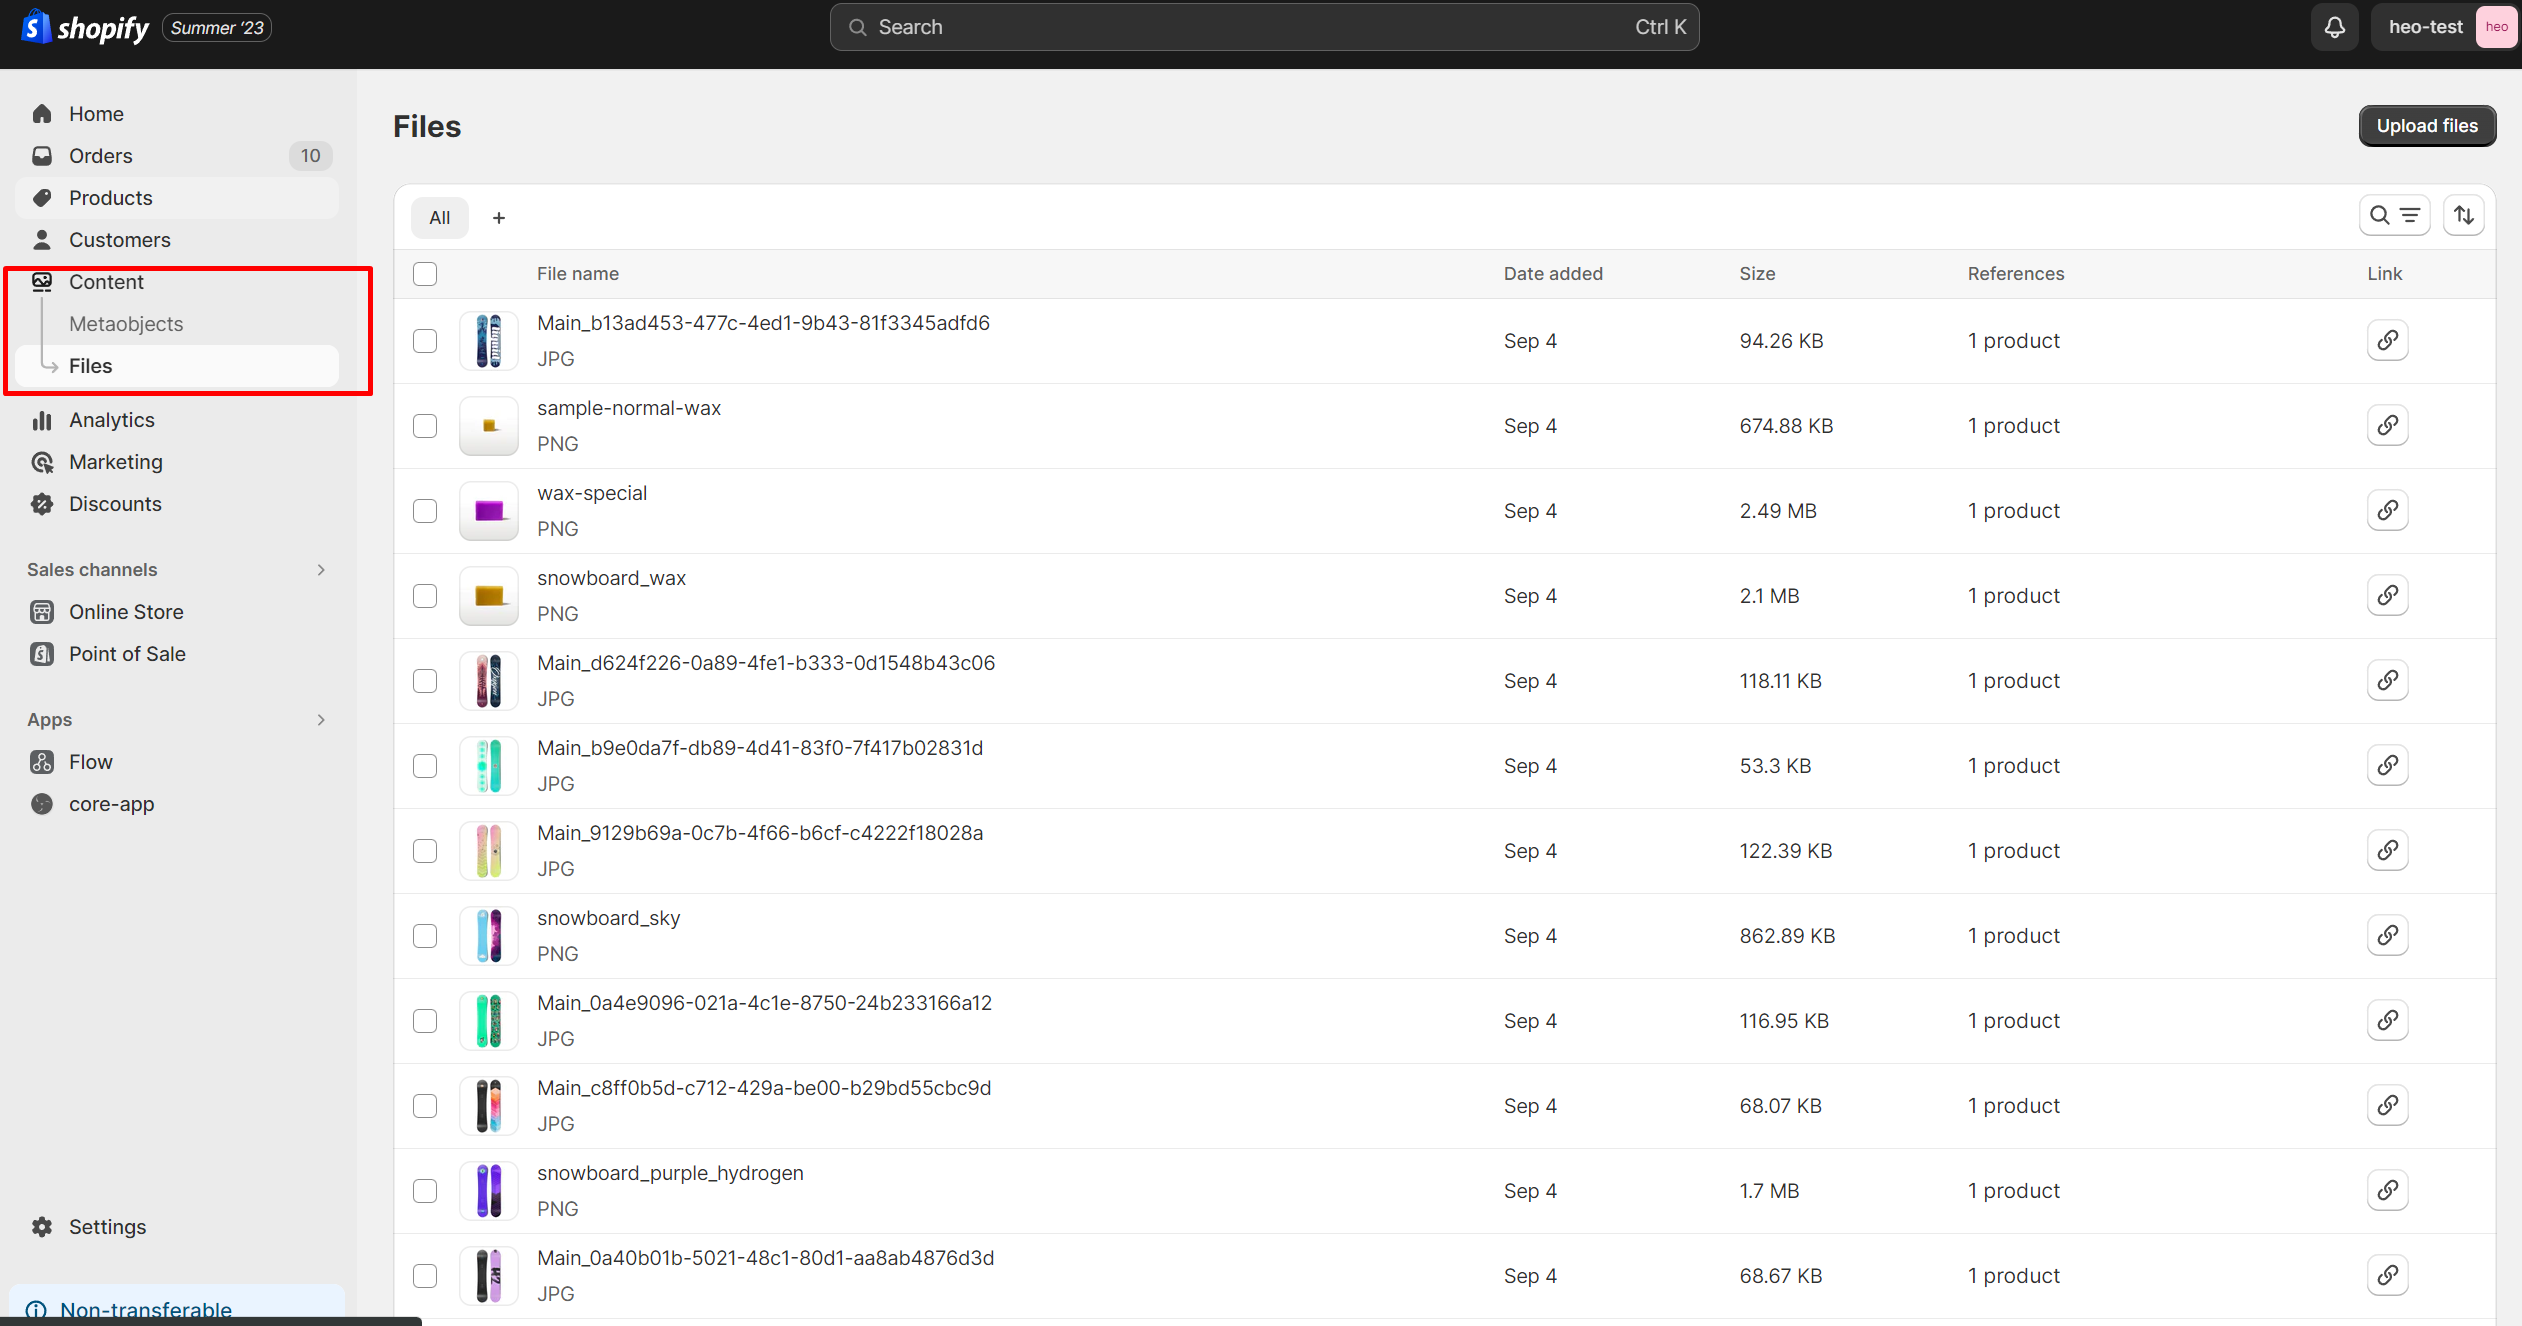 shopify Summer '23
Search Ctrl K
heo-test heo
Home
Orders 10
Products
Customers
Content
Metaobjects
Files
Analytics
Marketing
Discounts
Sales channels
Online Store
Point of Sale
Apps
Flow
core-app
Settings
Non-transferable
Files
Upload files
All +
File name Date added Size References Link
Main_b13ad453-477c-4ed1-9b43-81f3345adfd6
JPG
Sep 4 94.26 KB 1 product
sample-normal-wax
PNG
Sep 4 674.88 KB 1 product
wax-special
PNG
Sep 4 2.49 MB 1 product
snowboard_wax
PNG
Sep 4 2.1 MB 1 product
Main_d624f226-0a89-4fe1-b333-0d1548b43c06
JPG
Sep 4 118.11 KB 1 product
Main_b9e0da7f-db89-4d41-83f0-7f417b02831d
JPG
Sep 4 53.3 KB 1 product
Main_9129b69a-0c7b-4f66-b6cf-c4222f18028a
JPG
Sep 4 122.39 KB 1 product
snowboard_sky
PNG
Sep 4 862.89 KB 1 product
Main_0a4e9096-021a-4c1e-8750-24b233166a12
JPG
Sep 4 116.95 KB 1 product
Main_c8ff0b5d-c712-429a-be00-b29bd55cbc9d
JPG
Sep 4 68.07 KB 1 product
snowboard_purple_hydrogen
PNG
Sep 4 1.7 MB 1 product
Main_0a40b01b-5021-48c1-80d1-aa8ab4876d3d
JPG
Sep 4 68.67 KB 1 product